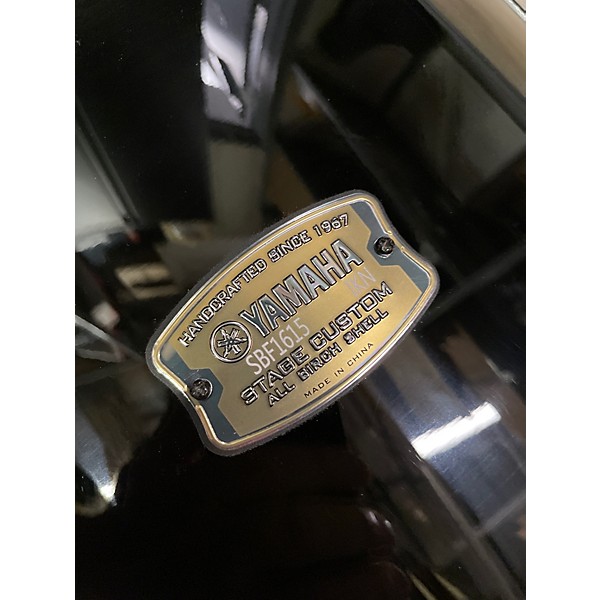 HANDCRAFTED SINCE 1967
YAMAHA
SBF1615
STAGE CUSTOM
ALL BIRCH SHELL
MADE IN CHINA